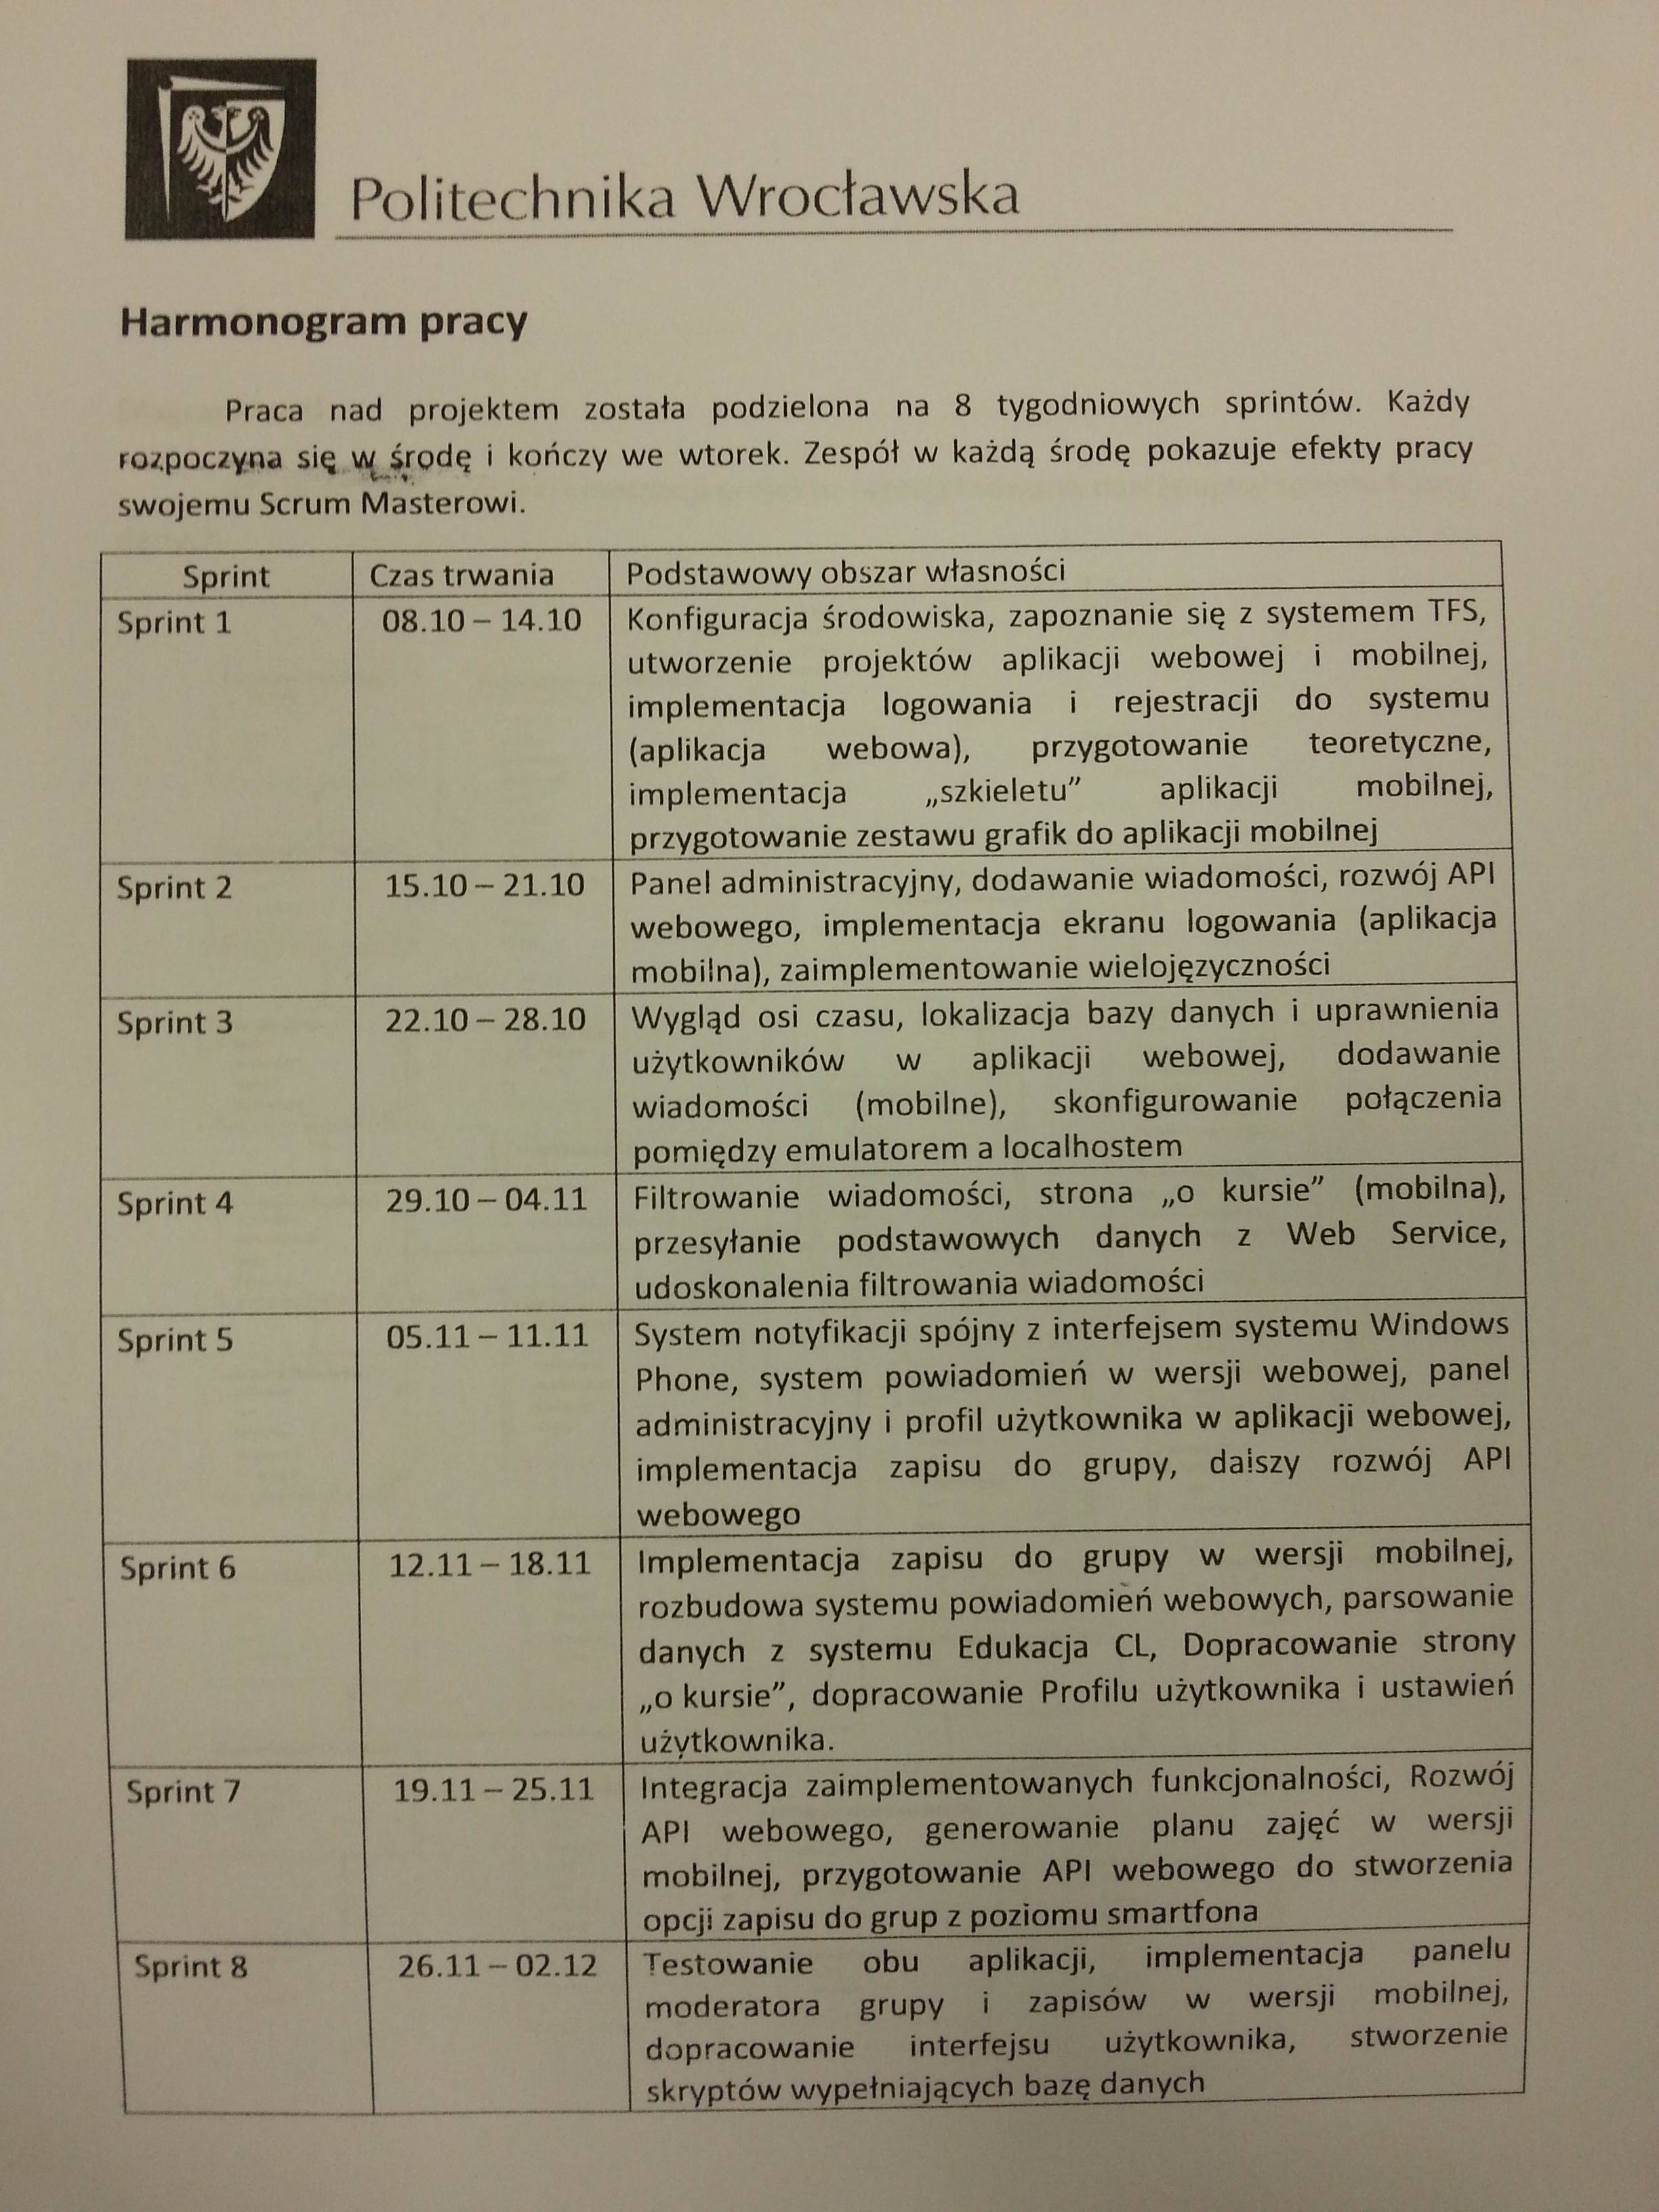 Politechnika Wrocławska
Harmonogram pracy
Praca nad projektem została podzielona na 8 tygodniowych sprintów. Każdy
rozpoczyna się w środę i kończy we wtorek. Zespół w każdą środę pokazuje efekty pracy
swojemu Scrum Masterowi.
Sprint Czas trwania Podstawowy obszar własności
Sprint 1 08.10 – 14.10 Konfiguracja środowiska, zapoznanie się z systemem TFS,
utworzenie projektów aplikacji webowej i mobilnej,
implementacja logowania i rejestracji do systemu
(aplikacja webowa), przygotowanie teoretyczne,
implementacja „szkieletu” aplikacji mobilnej,
przygotowanie zestawu grafik do aplikacji mobilnej
Sprint 2 15.10 – 21.10 Panel administracyjny, dodawanie wiadomości, rozwój API
webowego, implementacja ekranu logowania (aplikacja
mobilna), zaimplementowanie wielojęzyczności
Sprint 3 22.10 – 28.10 Wygląd osi czasu, lokalizacja bazy danych i uprawnienia
użytkowników w aplikacji webowej, dodawanie
wiadomości (mobilne), skonfigurowanie połączenia
pomiędzy emulatorem a localhostem
Sprint 4 29.10 – 04.11 Filtrowanie wiadomości, strona „o kursie” (mobilna),
przesyłanie podstawowych danych z Web Service,
udoskonalenia filtrowania wiadomości
Sprint 5 05.11 – 11.11 System notyfikacji spójny z interfejsem systemu Windows
Phone, system powiadomień w wersji webowej, panel
administracyjny i profil użytkownika w aplikacji webowej,
implementacja zapisu do grupy, dalszy rozwój API
webowego
Sprint 6 12.11 – 18.11 Implementacja zapisu do grupy w wersji mobilnej,
rozbudowa systemu powiadomień webowych, parsowanie
danych z systemu Edukacja CL, Dopracowanie strony
„o kursie”, dopracowanie Profilu użytkownika i ustawień
użytkownika.
Sprint 7 19.11 – 25.11 Integracja zaimplementowanych funkcjonalności, Rozwój
API webowego, generowanie planu zajęć w wersji
mobilnej, przygotowanie API webowego do stworzenia
opcji zapisu do grup z poziomu smartfona
Sprint 8 26.11 – 02.12 Testowanie obu aplikacji, implementacja panelu
moderatora grupy i zapisów w wersji mobilnej,
dopracowanie interfejsu użytkownika, stworzenie
skryptów wypełniających bazę danych